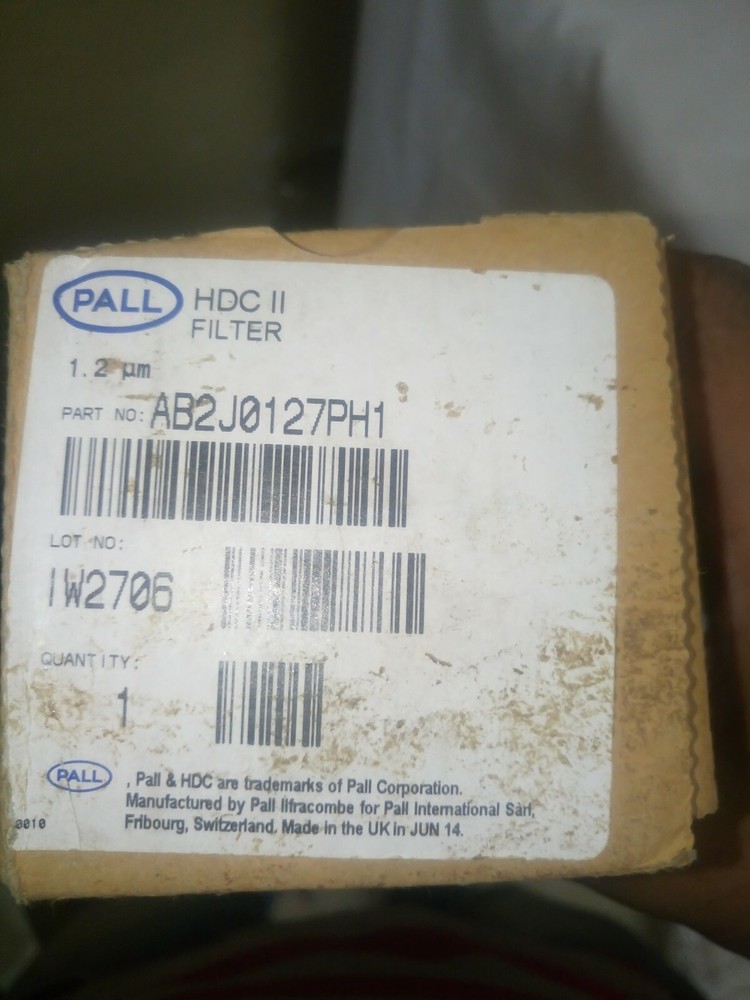 PALL HDC II
FILTER
1.2 µm
PART NO: AB2J0127PH1
LOT NO:
IW2706
QUANTITY:
1
PALL , Pall & HDC are trademarks of Pall Corporation.
Manufactured by Pall Ilfracombe for Pall International Sàrl,
Fribourg, Switzerland. Made in the UK in JUN 14.
0010